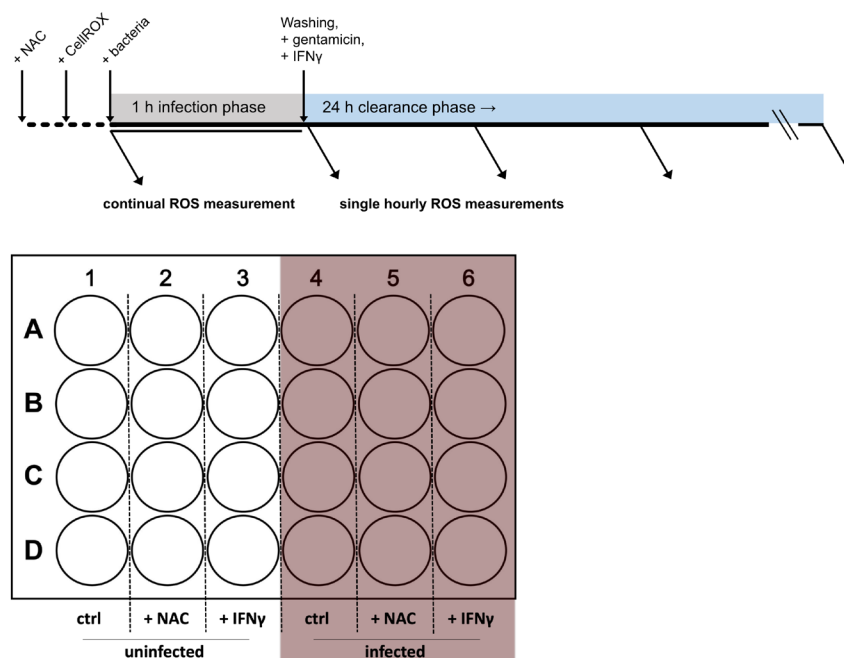 + NAC
+ CellROX
+ bacteria
Washing,
+ gentamicin,
+ IFNγ
1 h infection phase
24 h clearance phase →
continual ROS measurement
single hourly ROS measurements
1 2 3 4 5 6
A
B
C
D
ctrl + NAC + IFNγ ctrl + NAC + IFNγ
uninfected infected